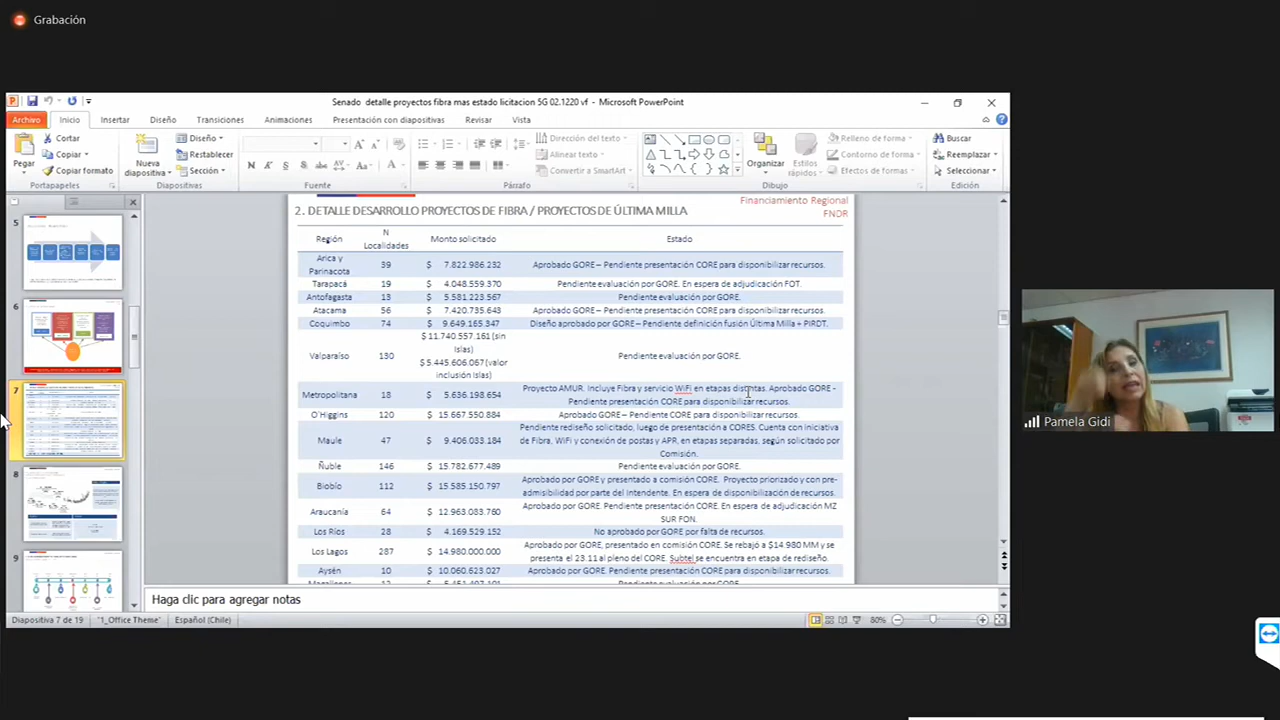 Grabación
Senado detalle proyectos fibra mas estado licitacion 5G 02.1220 vf - Microsoft PowerPoint
Archivo Inicio Insertar Diseño Transiciones Animaciones Presentación con diapositivas Revisar Vista
Pegar
Cortar
Copiar
Copiar formato
Portapapeles
Nueva diapositiva
Diseño
Restablecer
Sección
Diapositivas
Fuente
Dirección del texto
Alinear texto
Convertir a SmartArt
Párrafo
Organizar
Estilos rápidos
Relleno de forma
Contorno de forma
Efectos de formas
Dibujo
Buscar
Reemplazar
Seleccionar
Edición
5
6
7
8
9
Financiamiento Regional
FNDR
2. DETALLE DESARROLLO PROYECTOS DE FIBRA / PROYECTOS DE ÚLTIMA MILLA
Región N Localidades Monto solicitado Estado
Arica y Parinacota 39 $ 7.822.986.232 Aprobado GORE – Pendiente presentación CORE para disponibilizar recursos.
Tarapacá 19 $ 4.048.559.370 Pendiente evaluación por GORE. En espera de adjudicación FOT.
Antofagasta 13 $ 5.581.223.567 Pendiente evaluación por GORE.
Atacama 56 $ 7.420.735.643 Aprobado GORE – Pendiente presentación CORE para disponibilizar recursos.
Coquimbo 74 $ 9.649.165.347 Diseño aprobado por GORE – Pendiente definición fusión Última Milla + PIRDT.
Valparaíso 130 $ 11.740.557.161 (sin islas) $ 5.445.606.067 (valor inclusión Islas) Pendiente evaluación por GORE.
Metropolitana 18 $ 5.636.198.654 Proyecto AMUR. Incluye Fibra y servicio WiFi en etapas distintas. Aprobado GORE - Pendiente presentación CORE para disponibilizar recursos.
O'Higgins 120 $ 15.667.550.884 Aprobado GORE – Pendiente CORE para disponibilizar recursos.
Maule 47 $ 9.406.033.184 Pendiente rediseño solicitado, luego de presentación a CORES. Cuenta con iniciativa de Fibra, WiFi y conexión de postas y APR, en etapas separadas, según solicitado por Comisión.
Ñuble 146 $ 15.782.677.489 Pendiente evaluación por GORE.
Biobío 112 $ 15.585.150.797 Aprobado por GORE y presentado a comisión CORE. Proyecto priorizado y con pre-admisibilidad por parte del Intendente. En espera de disponibilización de recursos.
Araucanía 64 $ 12.963.083.760 Aprobado por GORE. Pendiente presentación CORE. En espera de adjudicación MZ SUR FON.
Los Ríos 28 $ 4.169.529.152 No aprobado por GORE por falta de recursos.
Los Lagos 287 $ 14.980.000.000 Aprobado por GORE, presentado en comisión CORE. Se rebajó a $14.980 MM y se presenta el 23.11 al pleno del CORE. Subtel se encuentra en etapa de rediseño.
Aysén 10 $ 10.060.623.027 Aprobado por GORE. Pendiente presentación CORE para disponibilizar recursos.
Haga clic para agregar notas
Diapositiva 7 de 19 "1_Office Theme" Español (Chile) 80%
Pamela Gidi